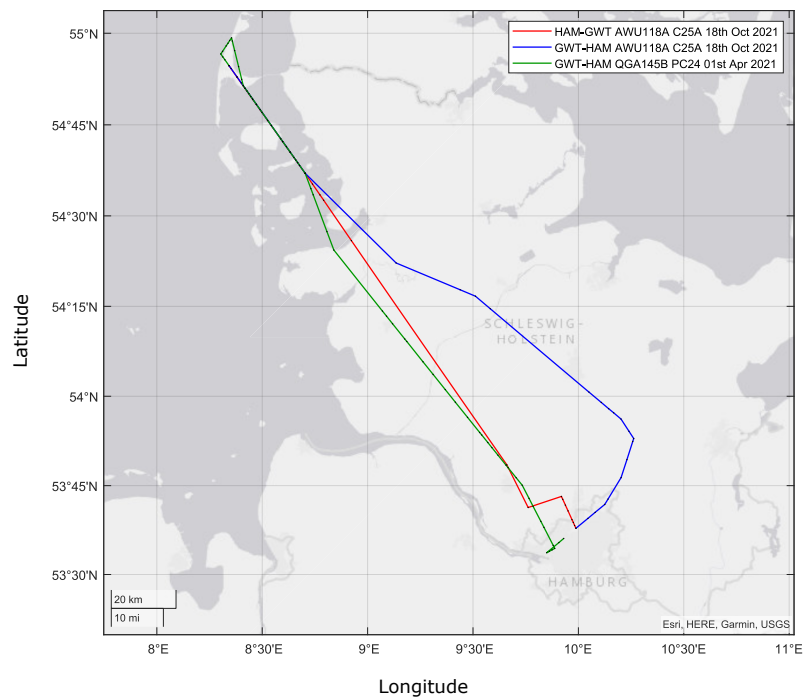 HAM-GWT AWU118A C25A 18th Oct 2021
GWT-HAM AWU118A C25A 18th Oct 2021
GWT-HAM QGA145B PC24 01st Apr 2021
55°N
54°45'N
54°30'N
54°15'N
54°N
53°45'N
53°30'N
Latitude
SCHLESWIG-
HOLSTEIN
HAMBURG
20 km
10 mi
Esri, HERE, Garmin, USGS
8°E
8°30'E
9°E
9°30'E
10°E
10°30'E
11°E
Longitude